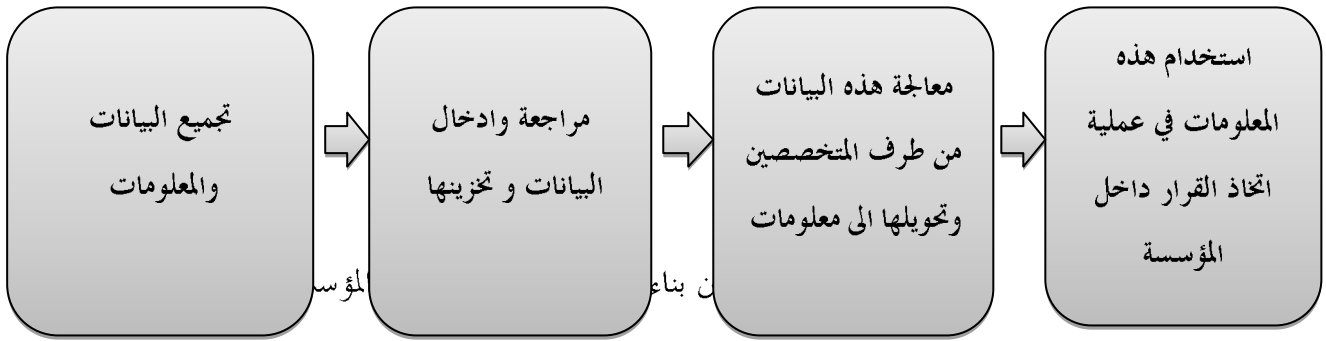 تجميع البيانات
والمعلومات
مراجعة وادخال
البيانات و تخزينها
معالجة هذه البيانات
من طرف المتخصصين
وتحويلها الى معلومات
استخدام هذه
المعلومات في عملية
اتخاذ القرار داخل
المؤسسة
بناء